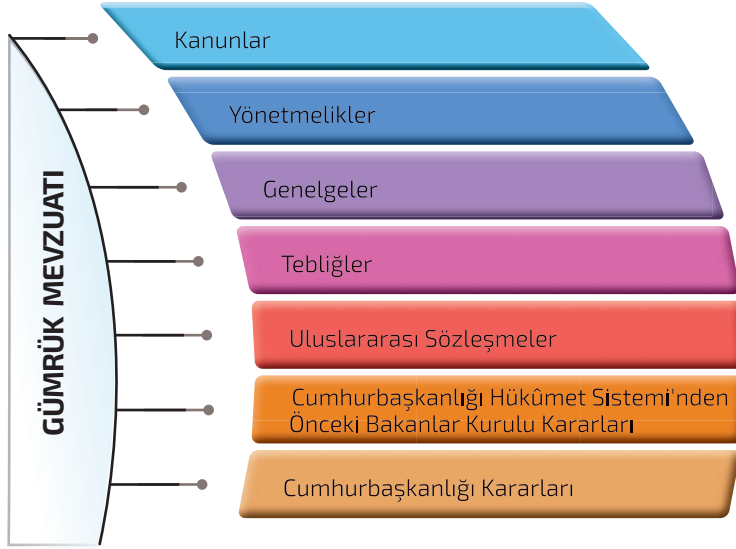 GÜMRÜK MEVZUATI
Kanunlar
Yönetmelikler
Genelgeler
Tebliğler
Uluslararası Sözleşmeler
Cumhurbaşkanlığı Hükûmet Sistemi'nden
Önceki Bakanlar Kurulu Kararları
Cumhurbaşkanlığı Kararları